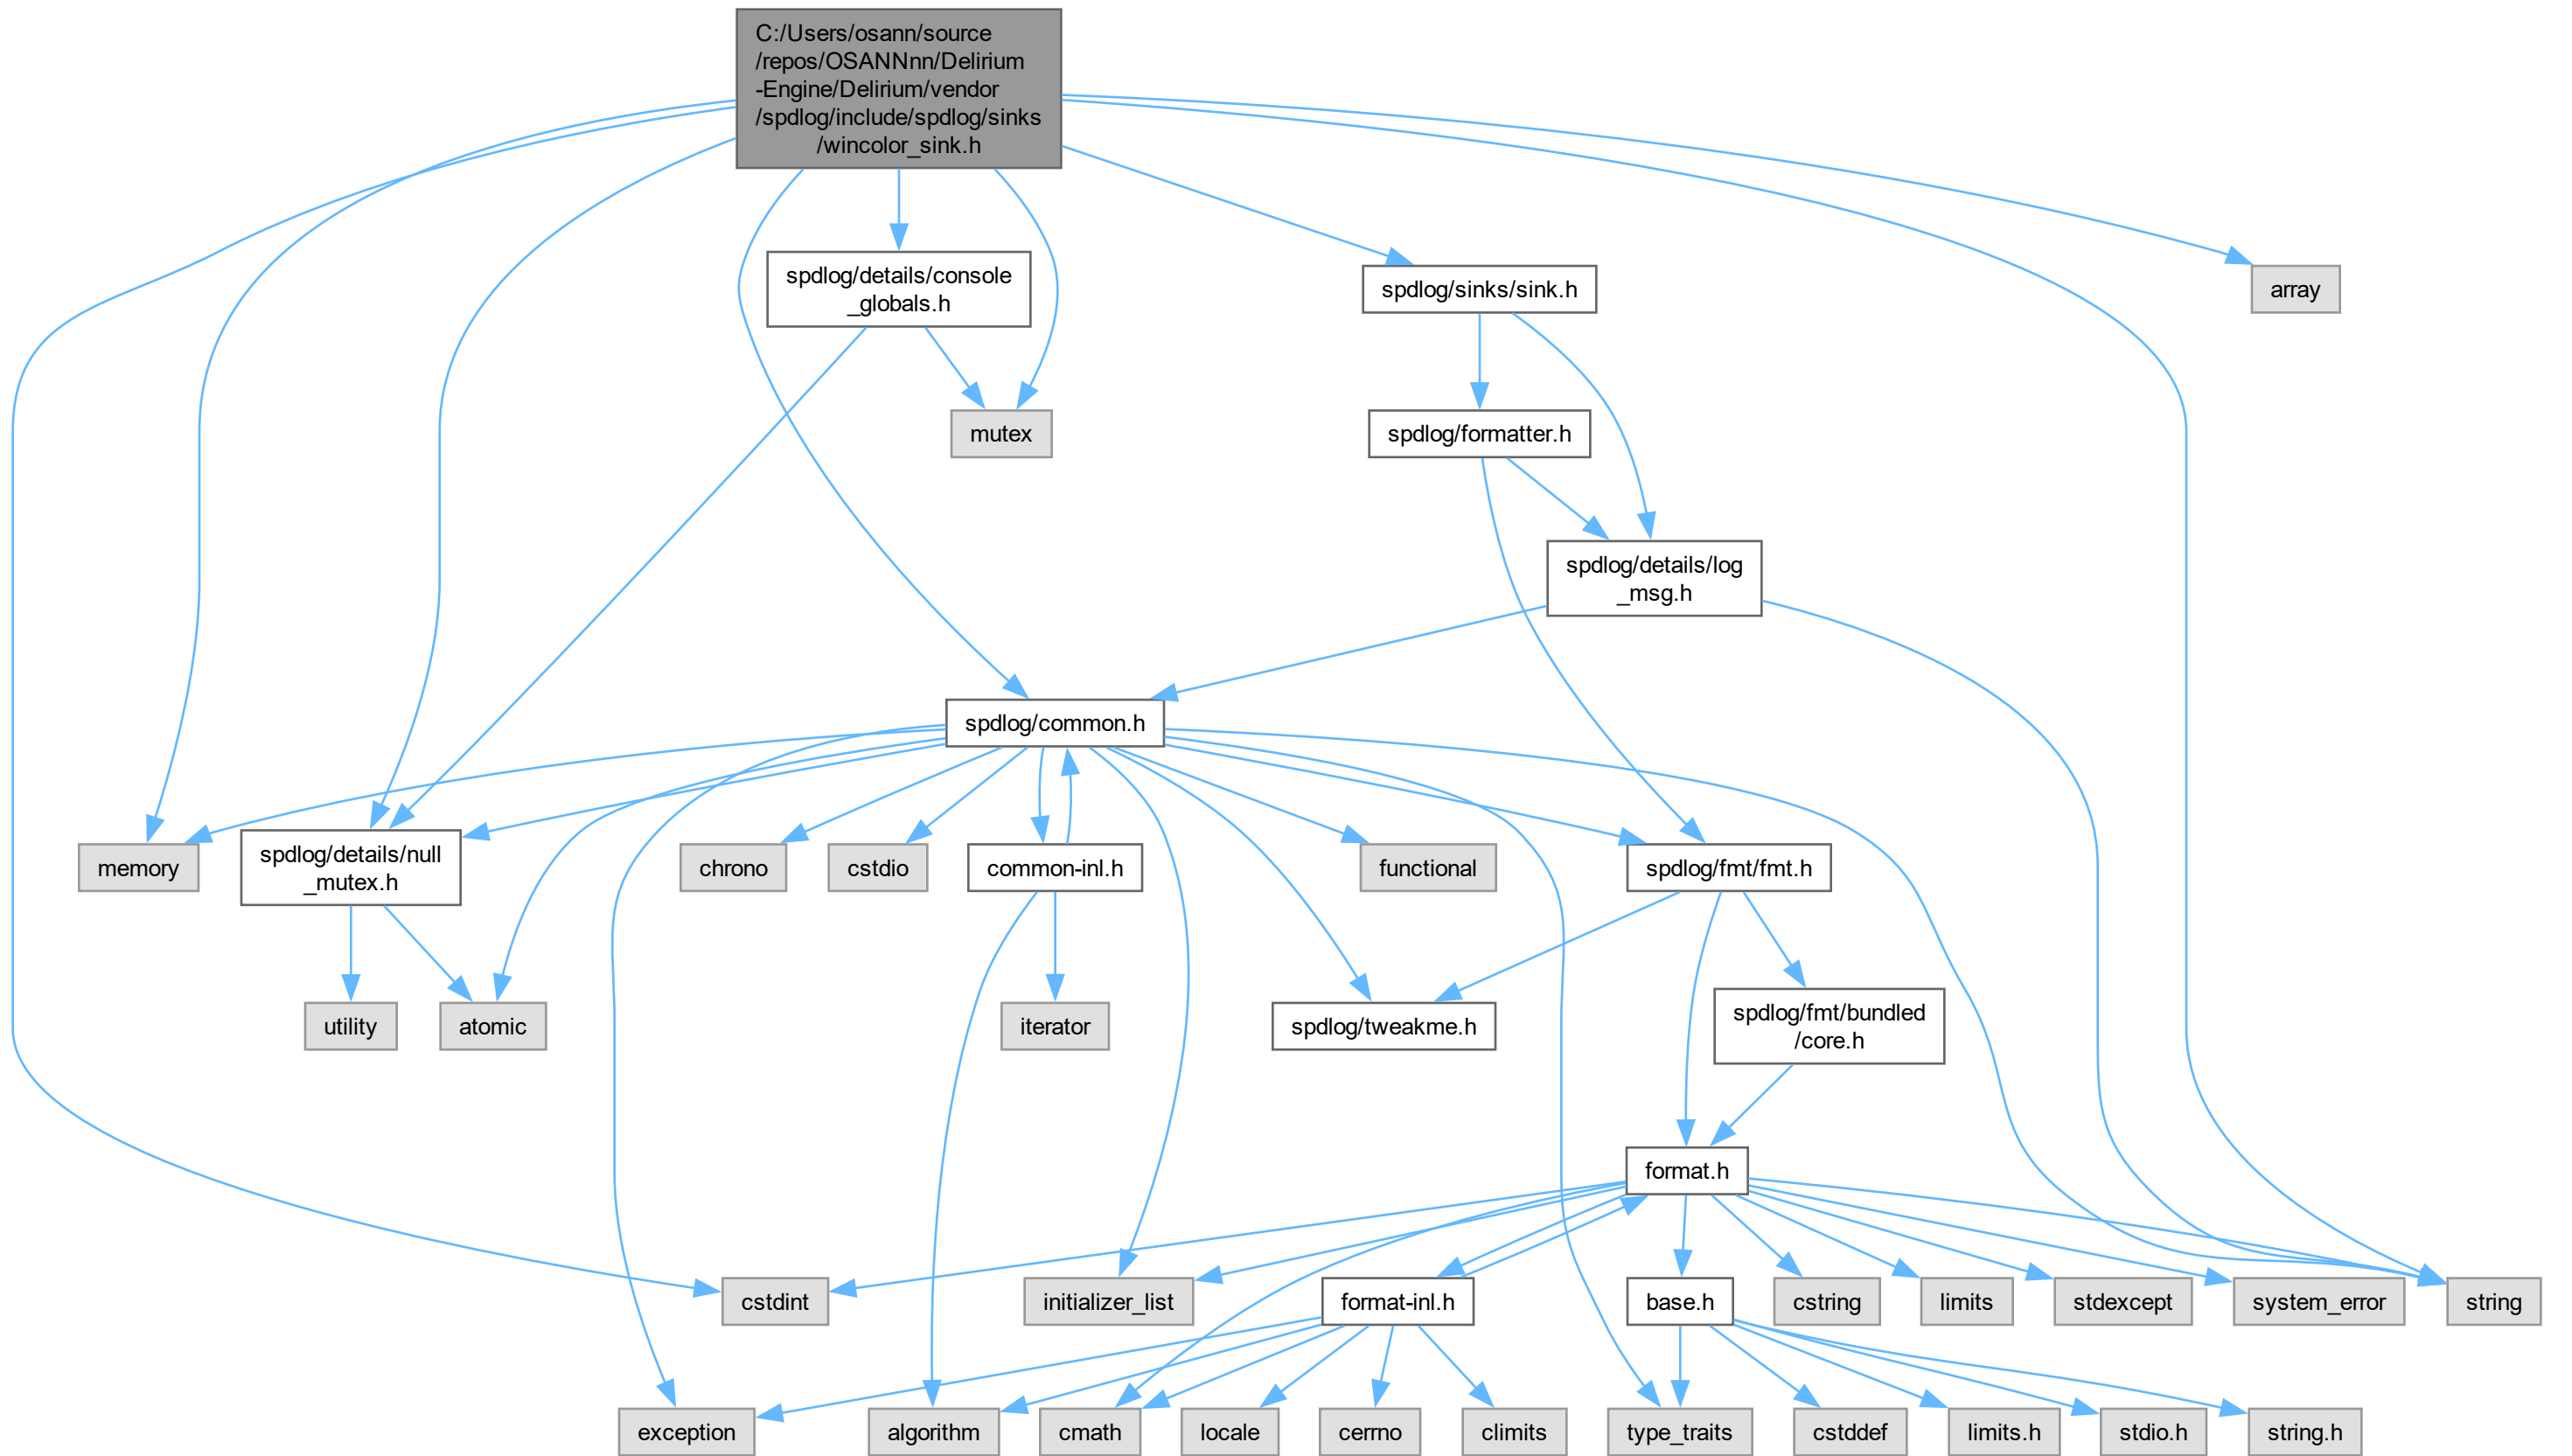 C:/Users/osann/source
/repos/OSANNnn/Delirium
-Engine/Delirium/vendor
/spdlog/include/spdlog/sinks
/wincolor_sink.h
spdlog/details/console
_globals.h
spdlog/sinks/sink.h
array
mutex
spdlog/formatter.h
spdlog/details/log
_msg.h
spdlog/common.h
memory
spdlog/details/null
_mutex.h
chrono
cstdio
common-inl.h
functional
spdlog/fmt/fmt.h
utility
atomic
iterator
spdlog/tweakme.h
spdlog/fmt/bundled
/core.h
format.h
cstdint
initializer_list
format-inl.h
base.h
cstring
limits
stdexcept
system_error
string
exception
algorithm
cmath
locale
cerrno
climits
type_traits
cstddef
limits.h
stdio.h
string.h